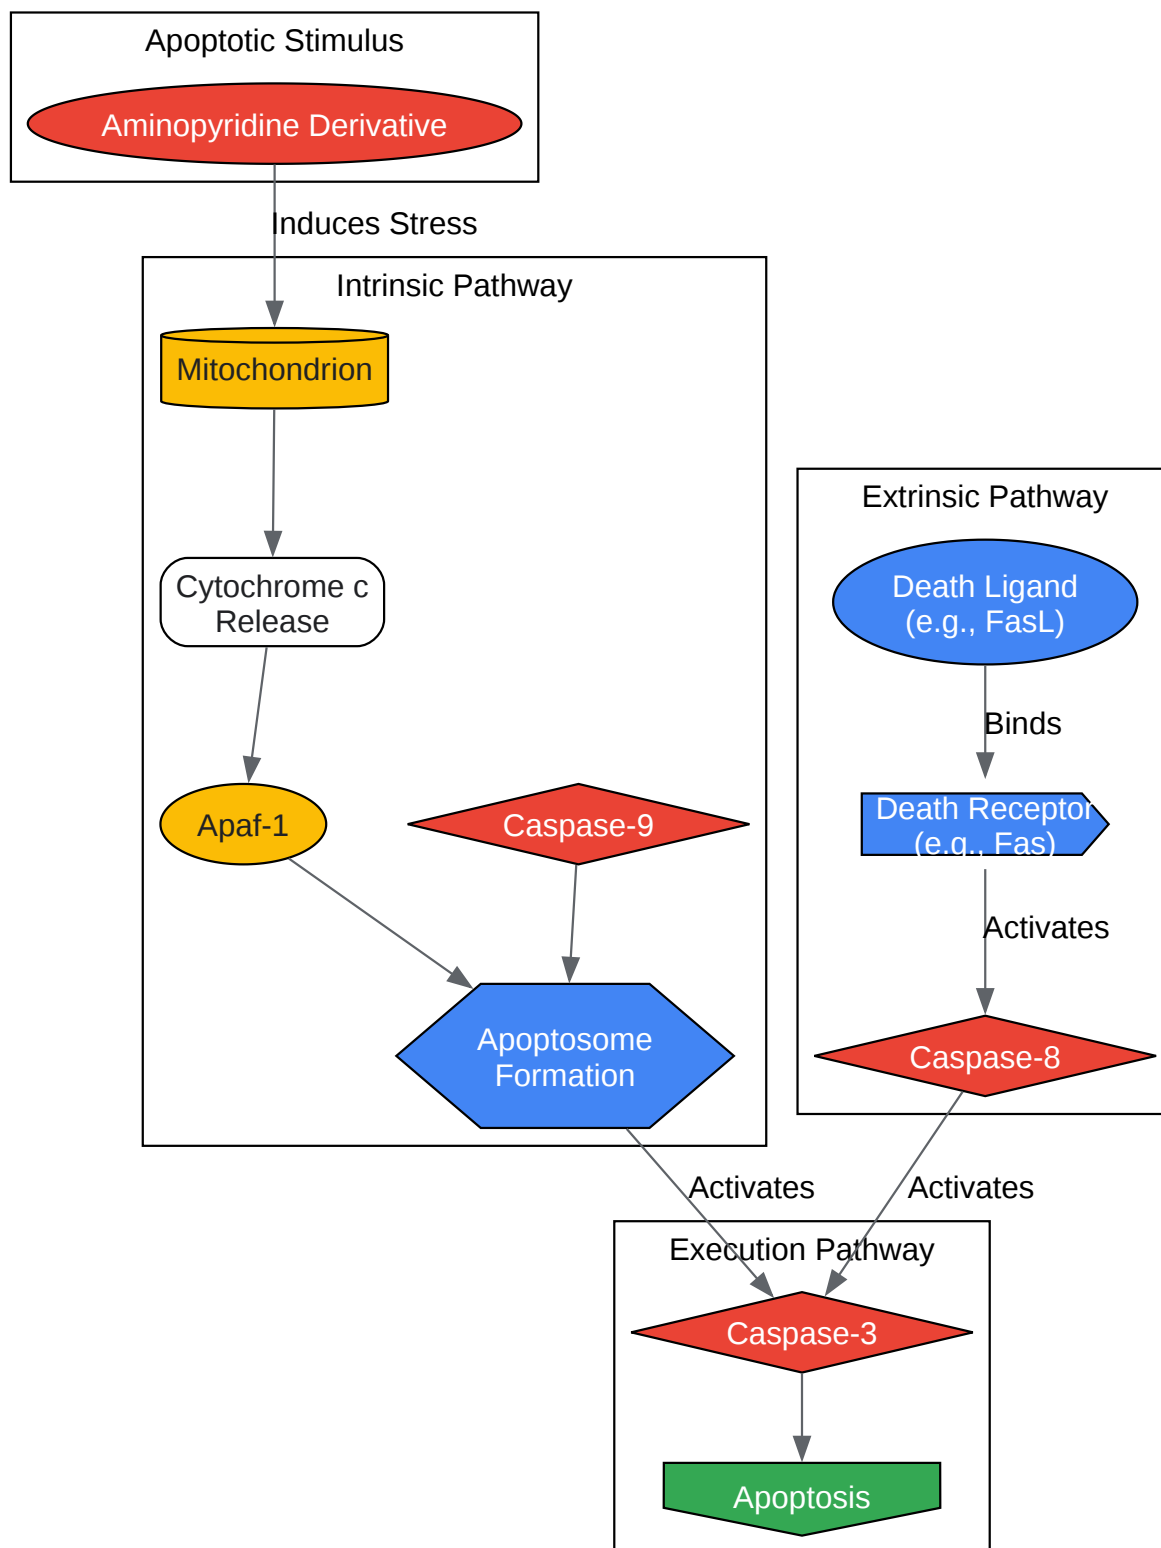 Apoptotic Stimulus
Aminopyridine Derivative
Induces Stress
Intrinsic Pathway
Mitochondrion
Cytochrome c
Release
Apaf-1
Caspase-9
Apoptosome
Formation
Extrinsic Pathway
Death Ligand
(e.g., FasL)
Binds
Death Receptor
(e.g., Fas)
Activates
Caspase-8
Activates
Activates
Execution Pathway
Caspase-3
Apoptosis